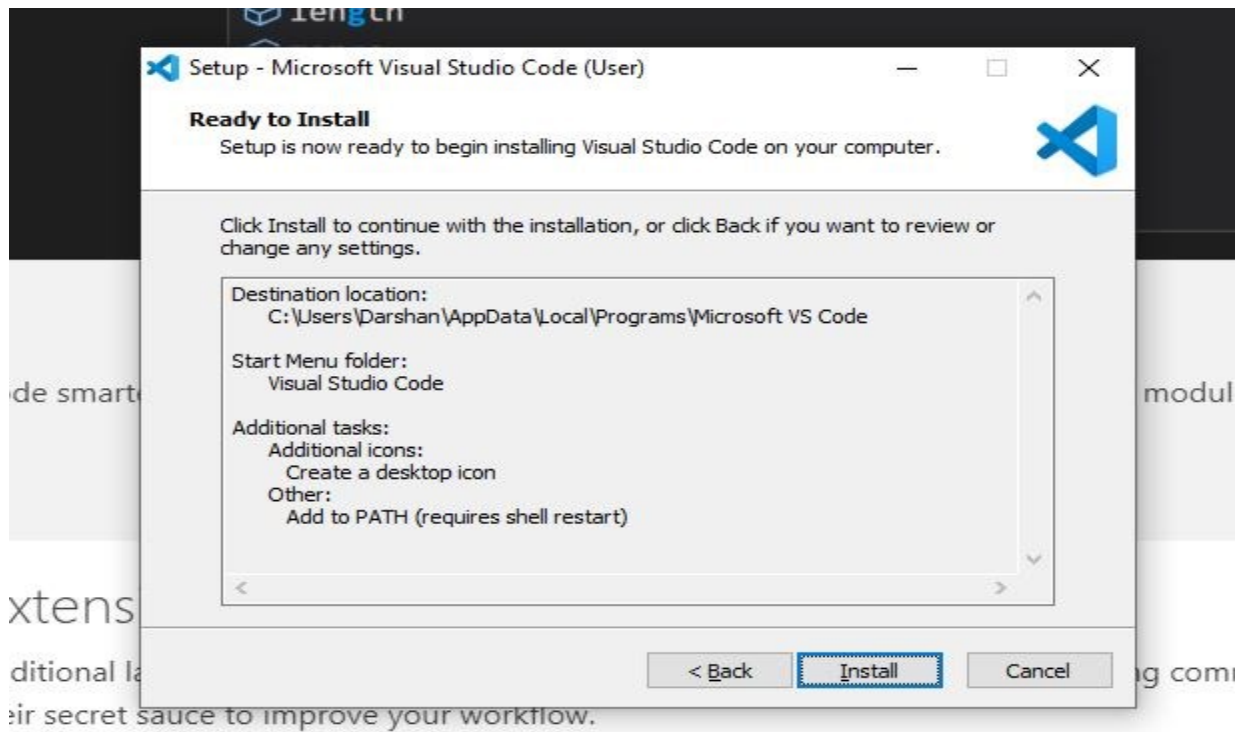 length
Setup - Microsoft Visual Studio Code (User)
Ready to Install
Setup is now ready to begin installing Visual Studio Code on your computer.
Click Install to continue with the installation, or click Back if you want to review or
change any settings.
Destination location:
C:\Users\Darshan\AppData\Local\Programs\Microsoft VS Code
Start Menu folder:
Visual Studio Code
de smart modul
Additional tasks:
Additional icons:
Create a desktop icon
Other:
Add to PATH (requires shell restart)
xtens
< Back Install Cancel
ditional la g com
eir secret sauce to improve your workflow.